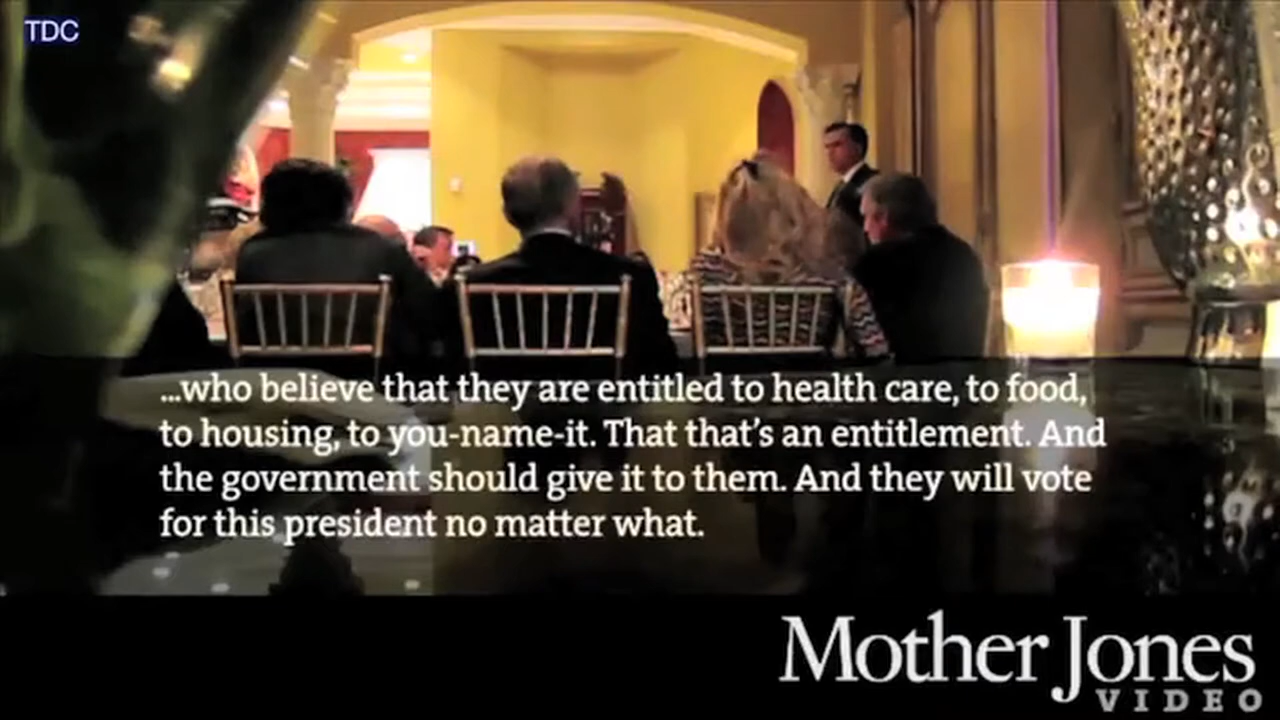 TDC
...who believe that they are entitled to health care, to food,
to housing, to you-name-it. That that's an entitlement. And
the government should give it to them. And they will vote
for this president no matter what.
Mother Jones
VIDEO